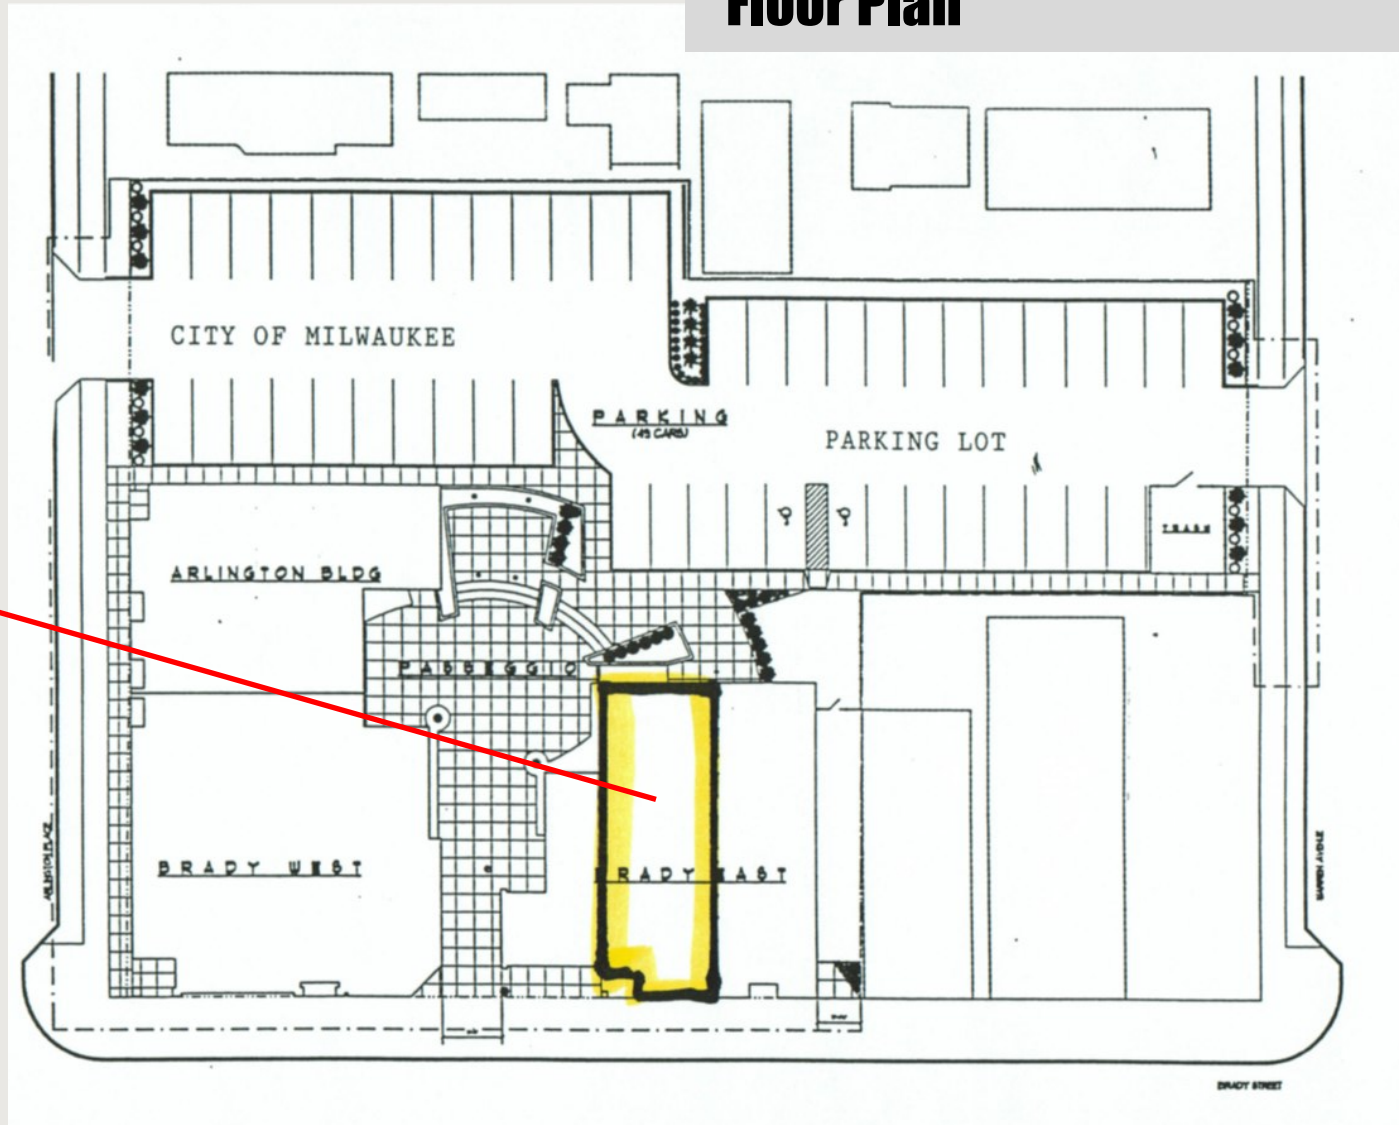 Floor Plan
CITY OF MILWAUKEE
PARKING
(45 CARS)
PARKING LOT
TRASH
ARLINGTON BLDG
PASSEGGIO
BRADY WEST
BRADY EAST
ARLINGTON PLACE
WARREN AVENUE
BRADY STREET